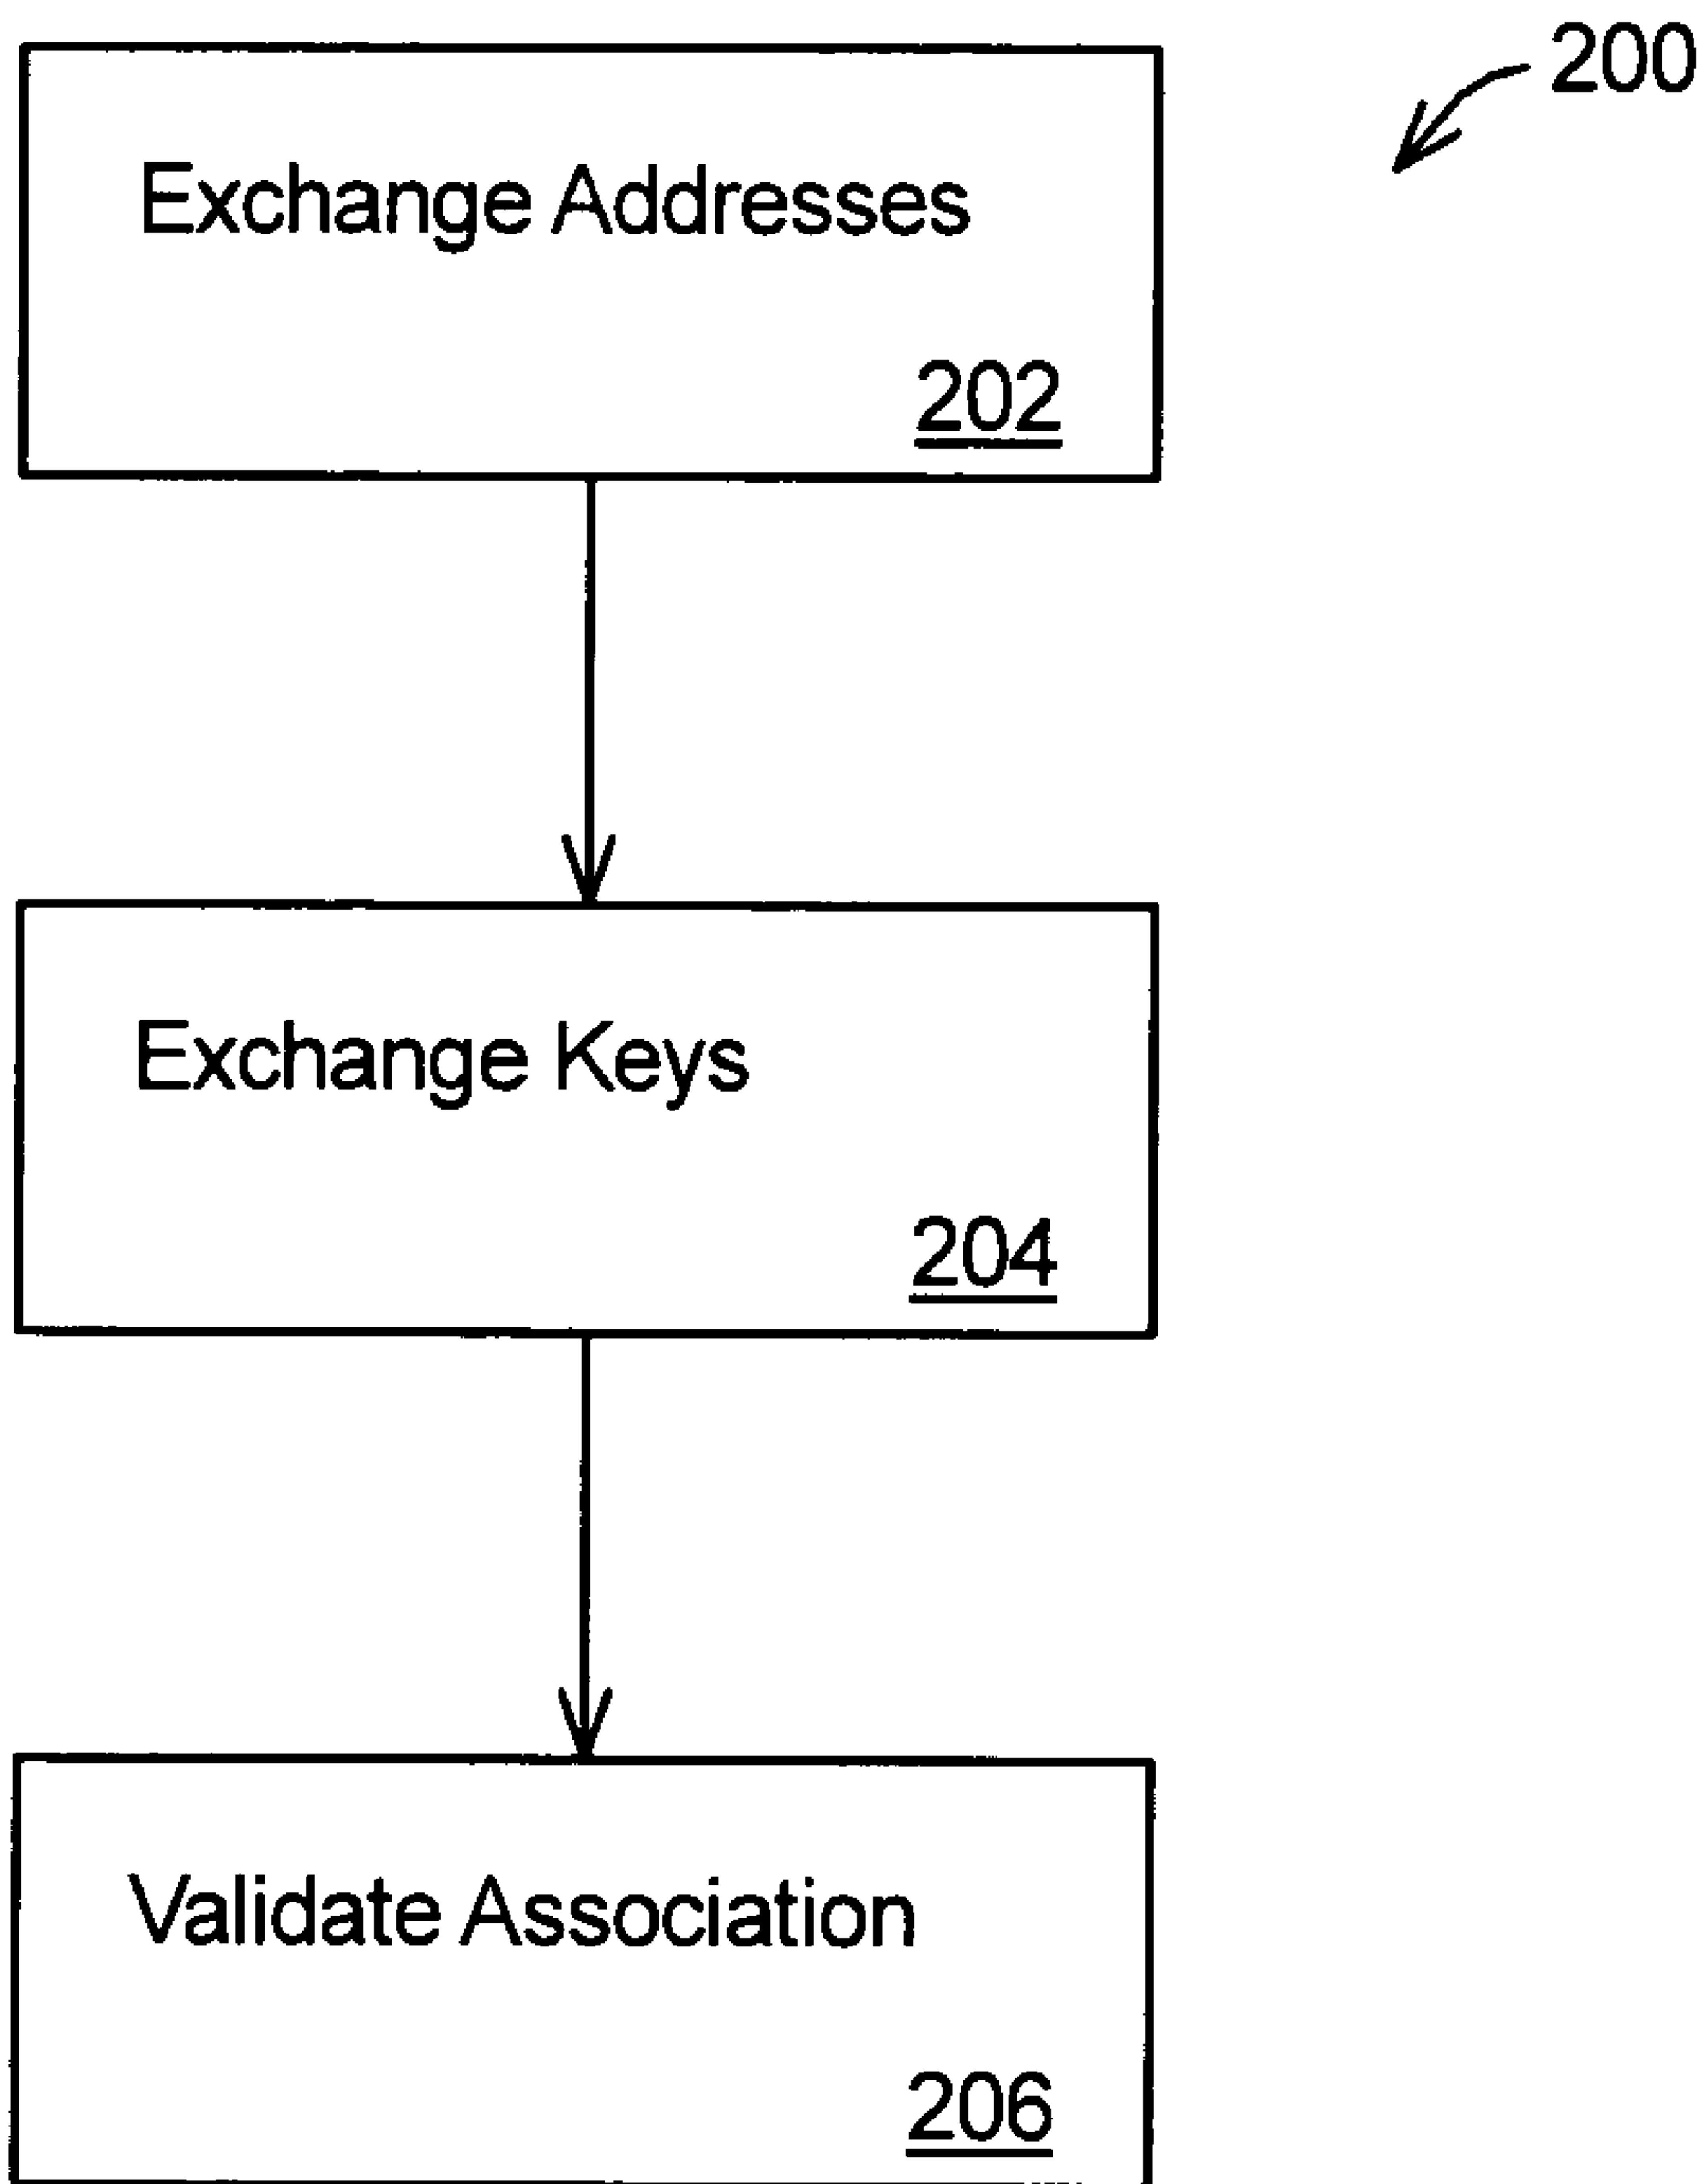 200
Exchange Addresses
202
Exchange Keys
204
Validate Association
206